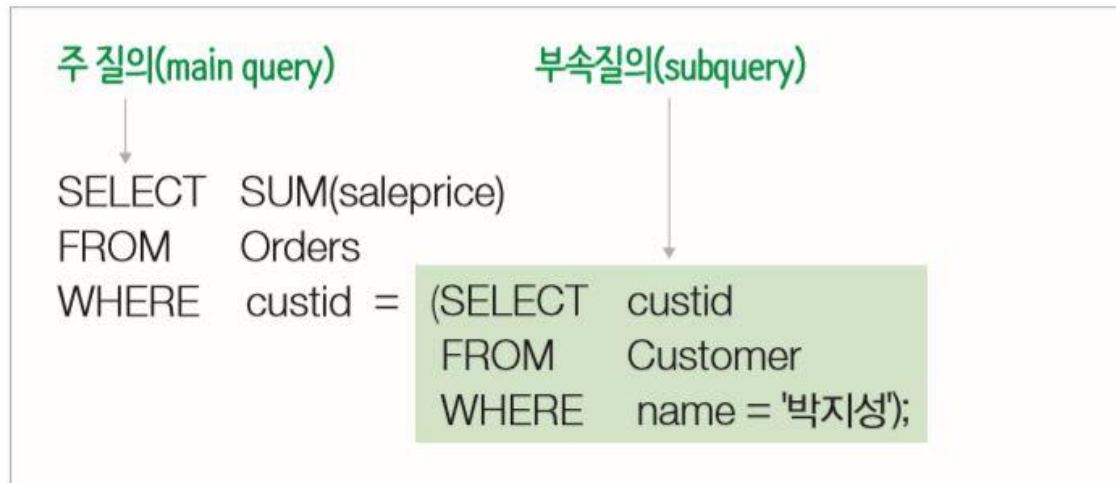 주 질의(main query) 부속질의(subquery)
SELECT SUM(saleprice)
FROM Orders
WHERE custid = (SELECT custid
FROM Customer
WHERE name = '박지성');